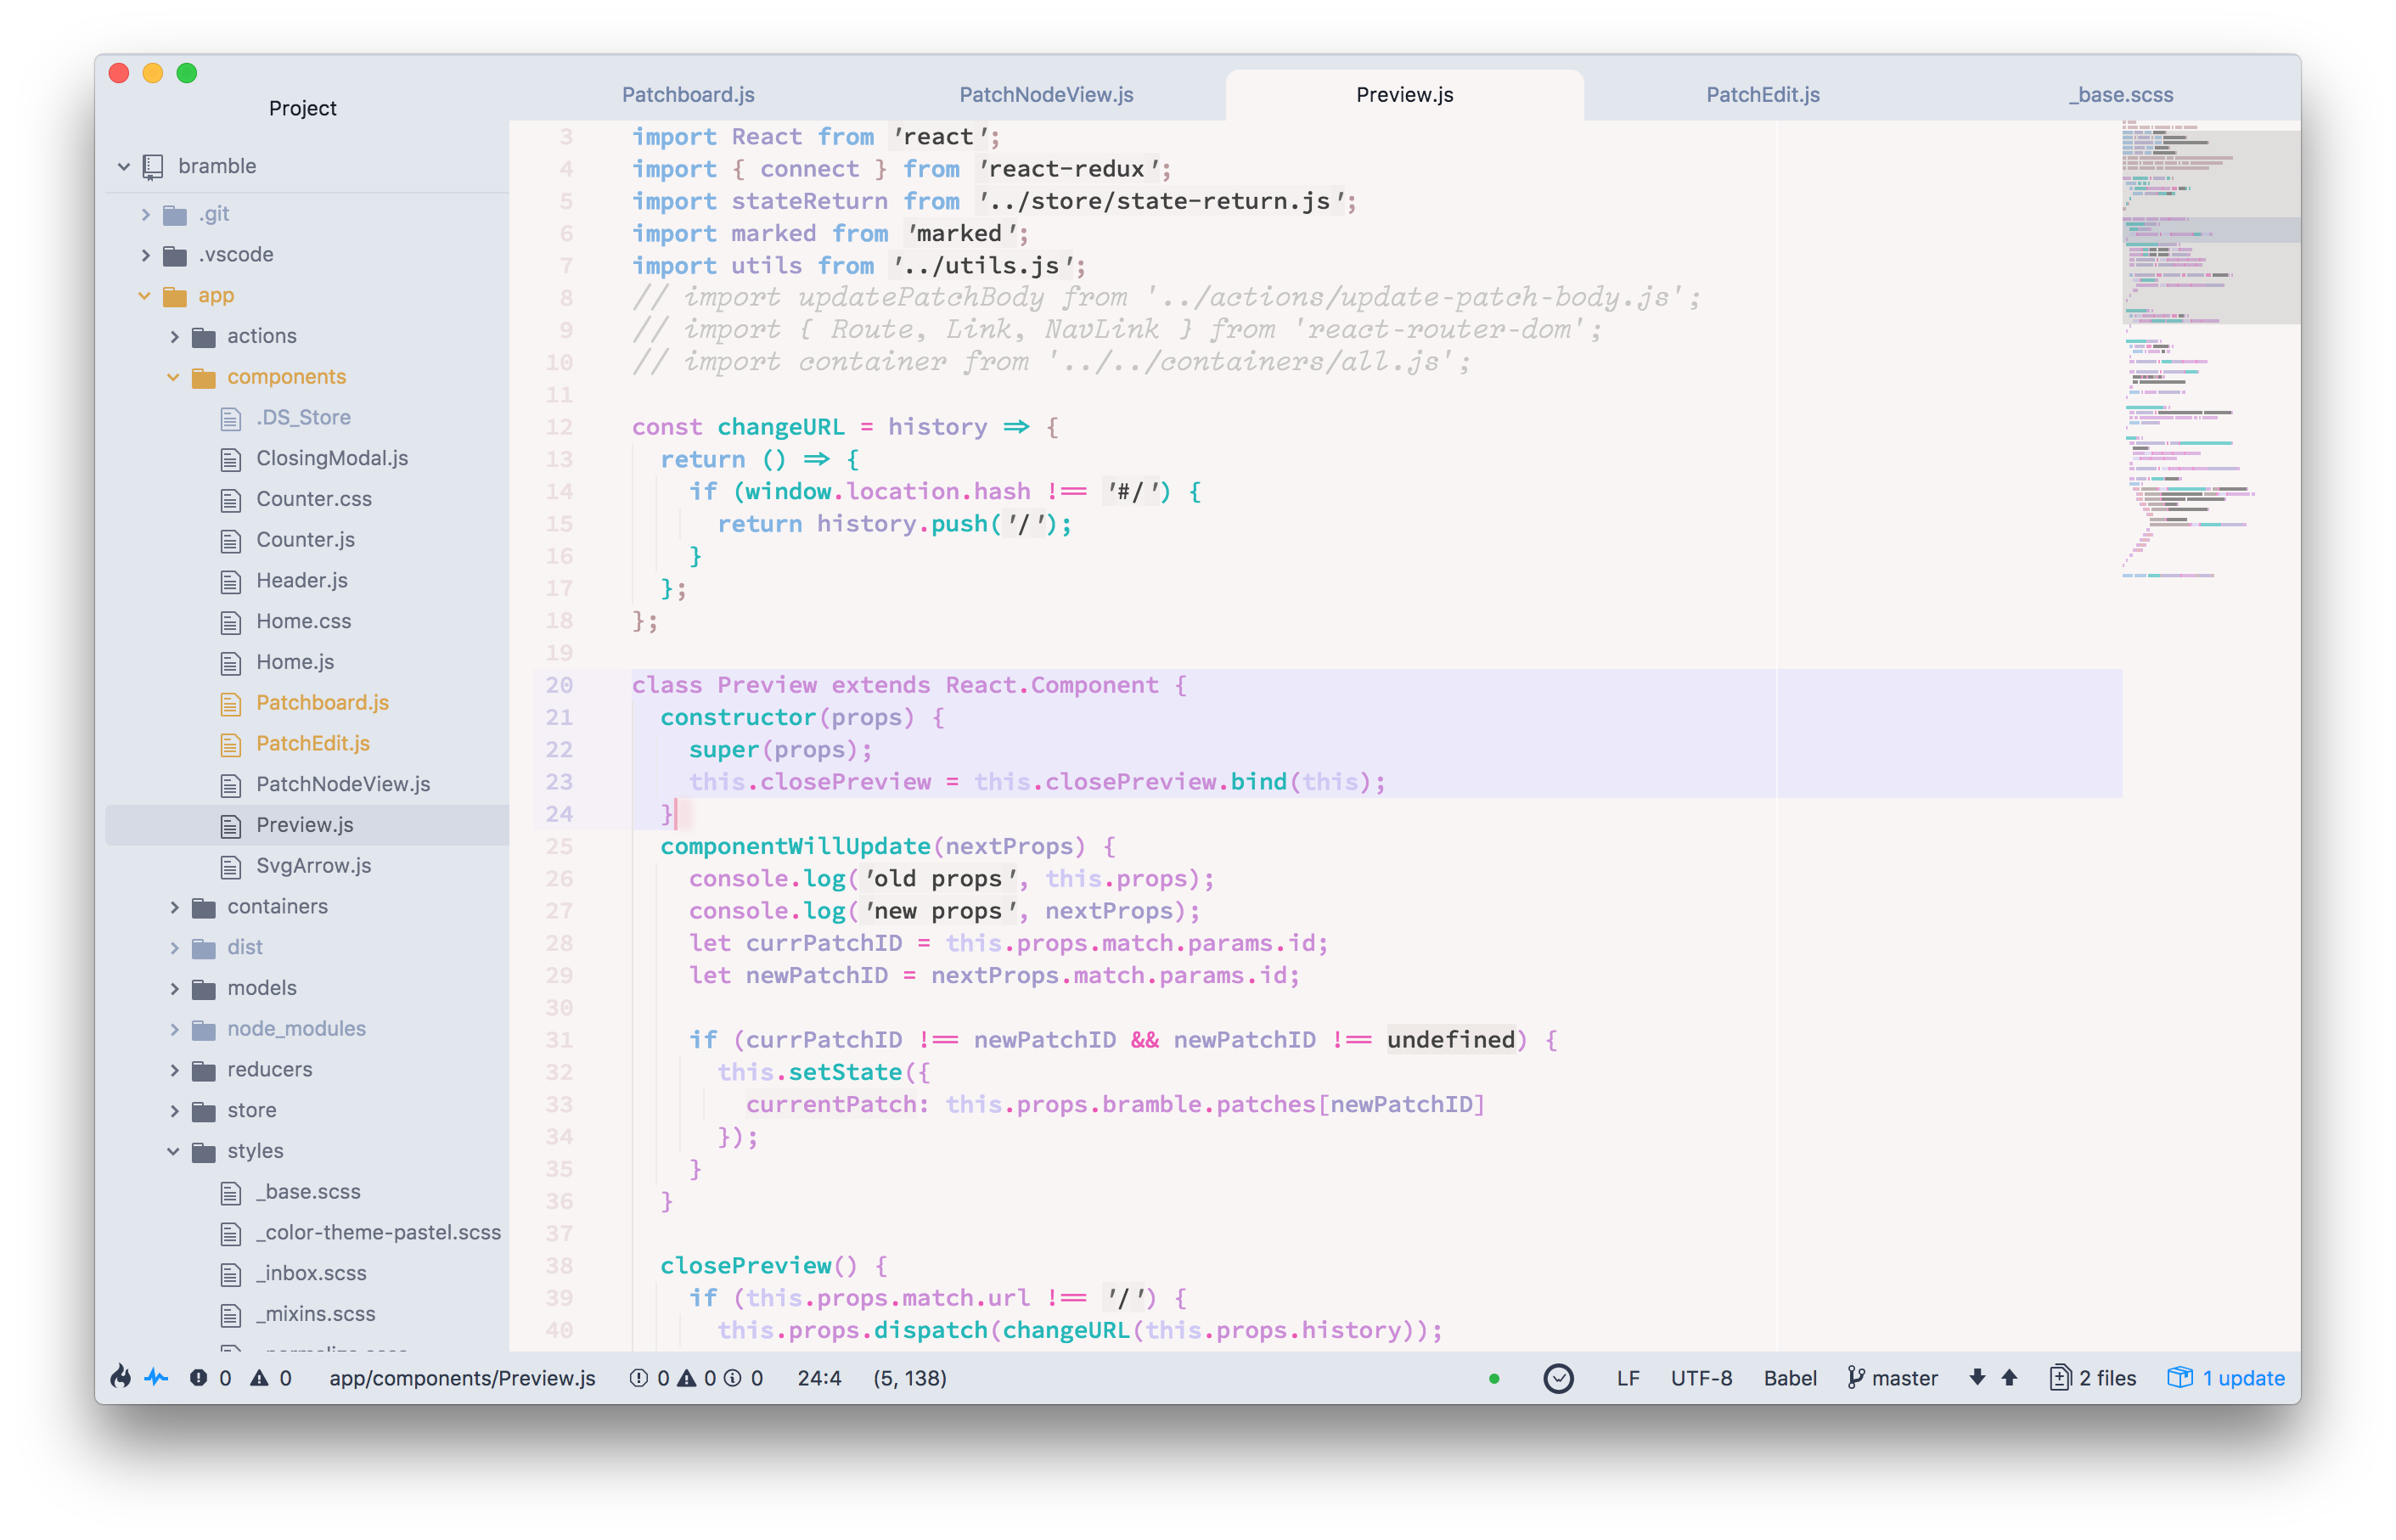 Project
Patchboard.js
PatchNodeView.js
Preview.js
PatchEdit.js
_base.scss
bramble
.git
.vscode
app
actions
components
.DS_Store
ClosingModal.js
Counter.css
Counter.js
Header.js
Home.css
Home.js
Patchboard.js
PatchEdit.js
PatchNodeView.js
Preview.js
SvgArrow.js
containers
dist
models
node_modules
reducers
store
styles
_base.scss
_color-theme-pastel.scss
_inbox.scss
_mixins.scss
3 import React from 'react';
4 import { connect } from 'react-redux';
5 import stateReturn from '../store/state-return.js';
6 import marked from 'marked';
7 import utils from '../utils.js';
8 // import updatePatchBody from '../actions/update-patch-body.js';
9 // import { Route, Link, NavLink } from 'react-router-dom';
10 // import container from '../../containers/all.js';
11
12 const changeURL = history => {
13 return () => {
14 if (window.location.hash !== '#/') {
15 return history.push('/');
16 }
17 };
18 };
19
20 class Preview extends React.Component {
21 constructor(props) {
22 super(props);
23 this.closePreview = this.closePreview.bind(this);
24 }
25 componentWillUpdate(nextProps) {
26 console.log('old props', this.props);
27 console.log('new props', nextProps);
28 let currPatchID = this.props.match.params.id;
29 let newPatchID = nextProps.match.params.id;
30
31 if (currPatchID !== newPatchID && newPatchID !== undefined) {
32 this.setState({
33 currentPatch: this.props.bramble.patches[newPatchID]
34 });
35 }
36 }
37
38 closePreview() {
39 if (this.props.match.url !== '/') {
40 this.props.dispatch(changeURL(this.props.history));
0 0 app/components/Preview.js 0 0 0 24:4 (5, 138) LF UTF-8 Babel master 2 files 1 update